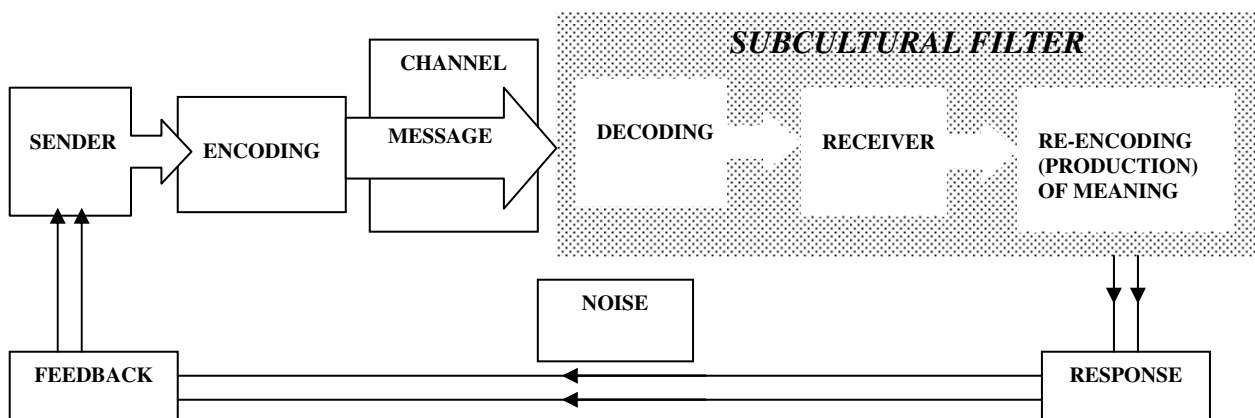 SUBCULTURAL FILTER
CHANNEL
SENDER
ENCODING
MESSAGE
DECODING
RECEIVER
RE-ENCODING
(PRODUCTION)
OF MEANING
NOISE
FEEDBACK
RESPONSE